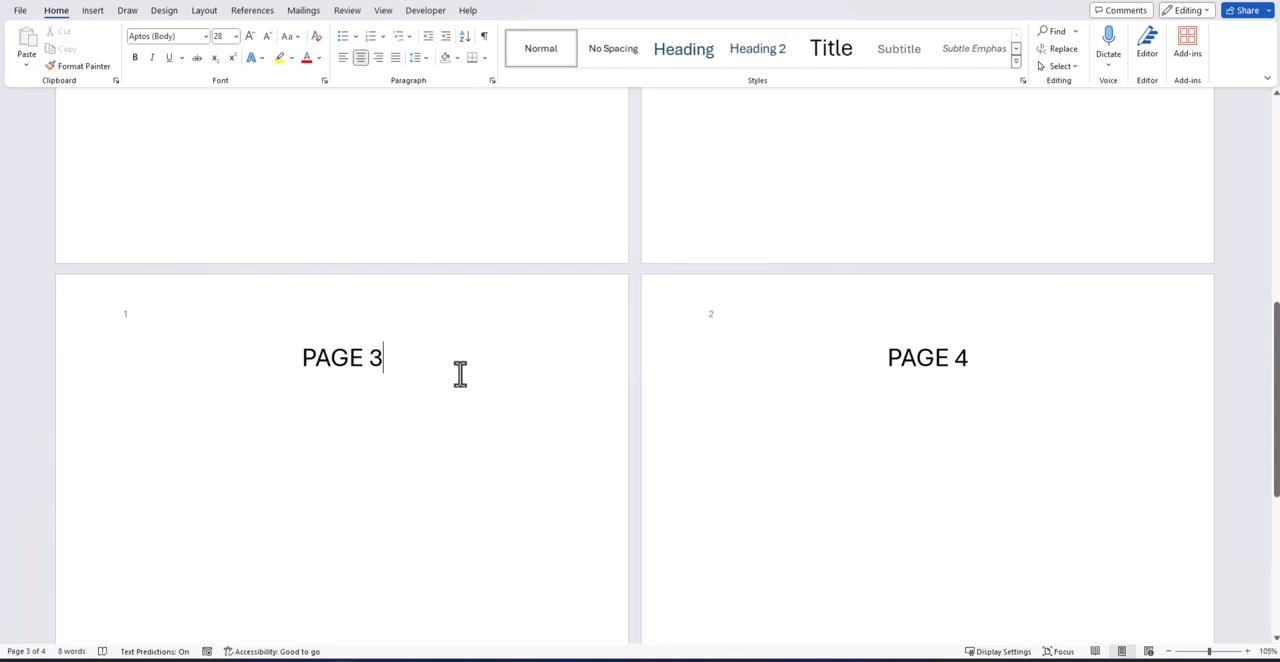 File Home Insert Draw Design Layout References Mailings Review View Developer Help Comments Editing Share
Paste Cut Copy Format Painter Clipboard
Aptos (Body) 28 Font
Paragraph
Normal No Spacing Heading Heading 2 Title Subtitle Subtle Emphas Styles
Find Replace Select Editing
Dictate Voice
Editor Editor
Add-ins Add-ins
1
PAGE 3
2
PAGE 4
Page 3 of 4 8 words Text Predictions: On Accessibility: Good to go Display Settings Focus 105%